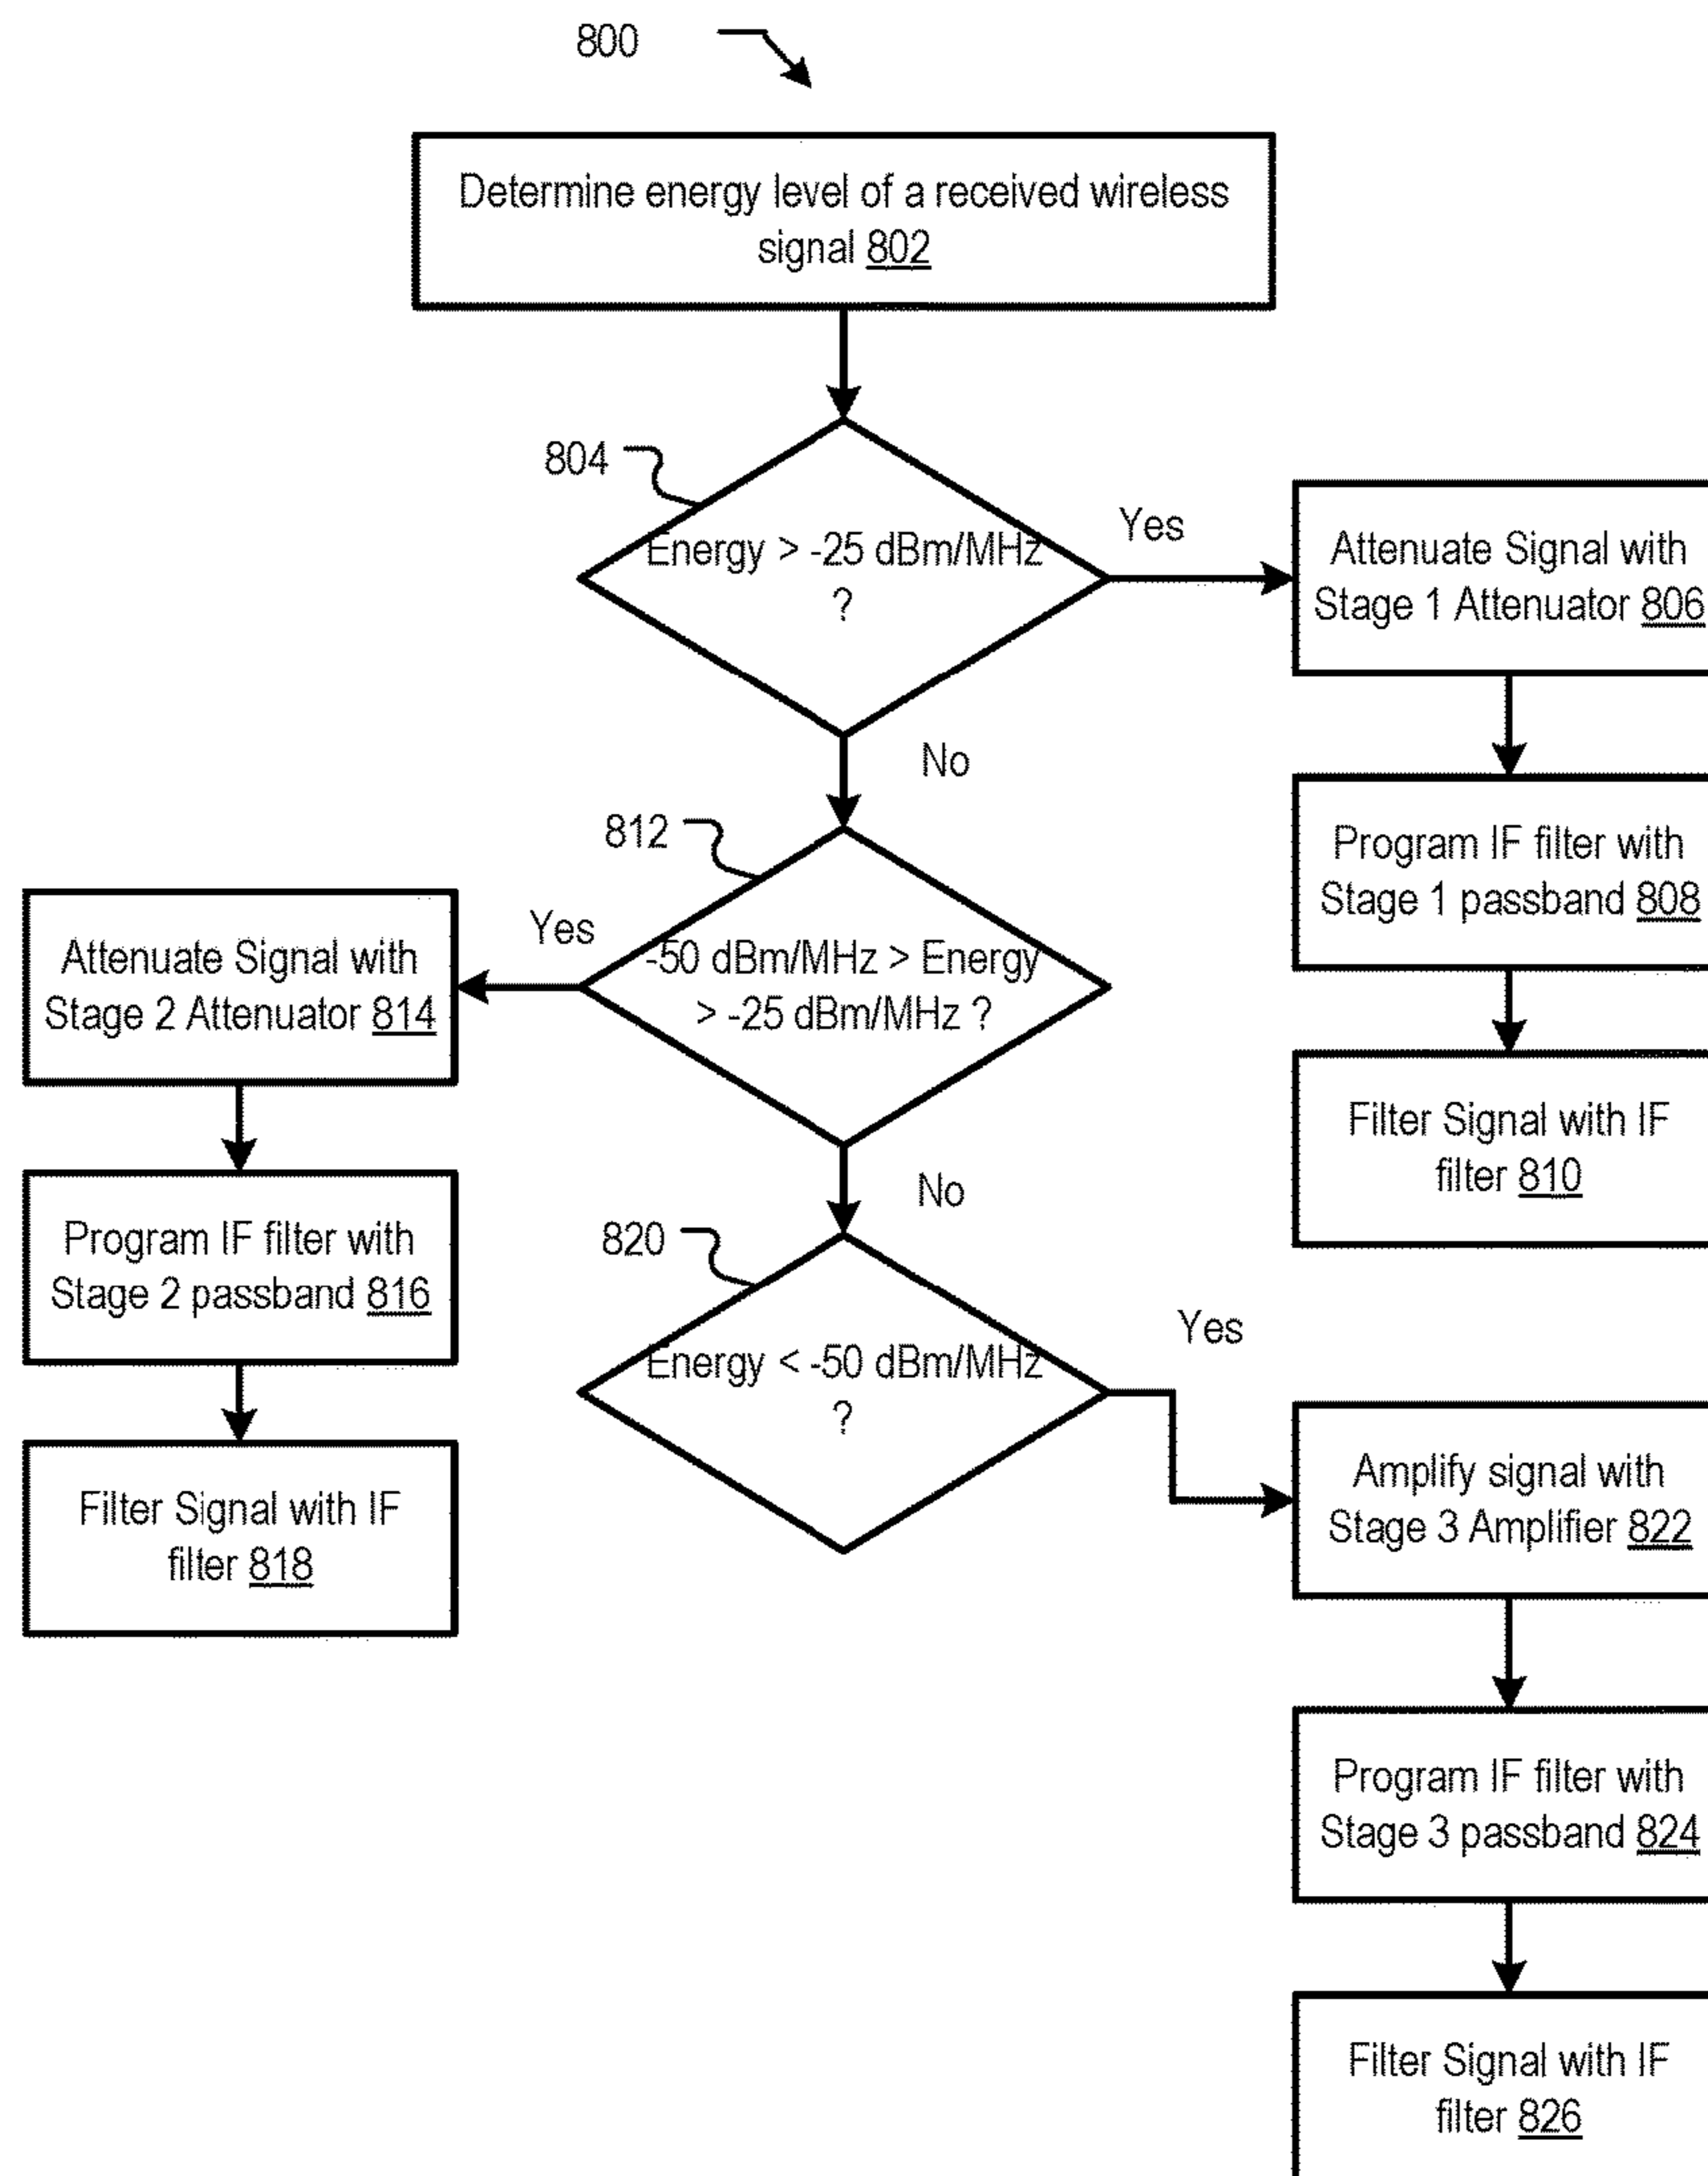 800
Determine energy level of a received wireless
signal 802
804
Energy > -25 dBm/MHz
?
Yes
Attenuate Signal with
Stage 1 Attenuator 806
No
Program IF filter with
Stage 1 passband 808
Filter Signal with IF
filter 810
812
-50 dBm/MHz > Energy
> -25 dBm/MHz ?
Yes
Attenuate Signal with
Stage 2 Attenuator 814
Program IF filter with
Stage 2 passband 816
Filter Signal with IF
filter 818
No
820
Energy < -50 dBm/MHz
?
Yes
Amplify signal with
Stage 3 Amplifier 822
Program IF filter with
Stage 3 passband 824
Filter Signal with IF
filter 826